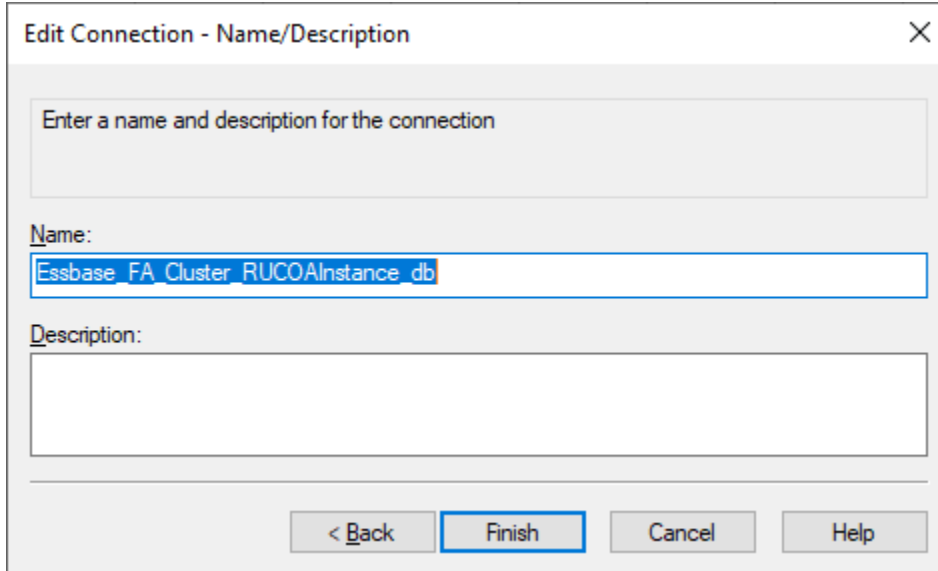 Edit Connection - Name/Description
Enter a name and description for the connection
Name:
Essbase_FA_Cluster_RUCOAInstance_db
Description:
< Back Finish Cancel Help